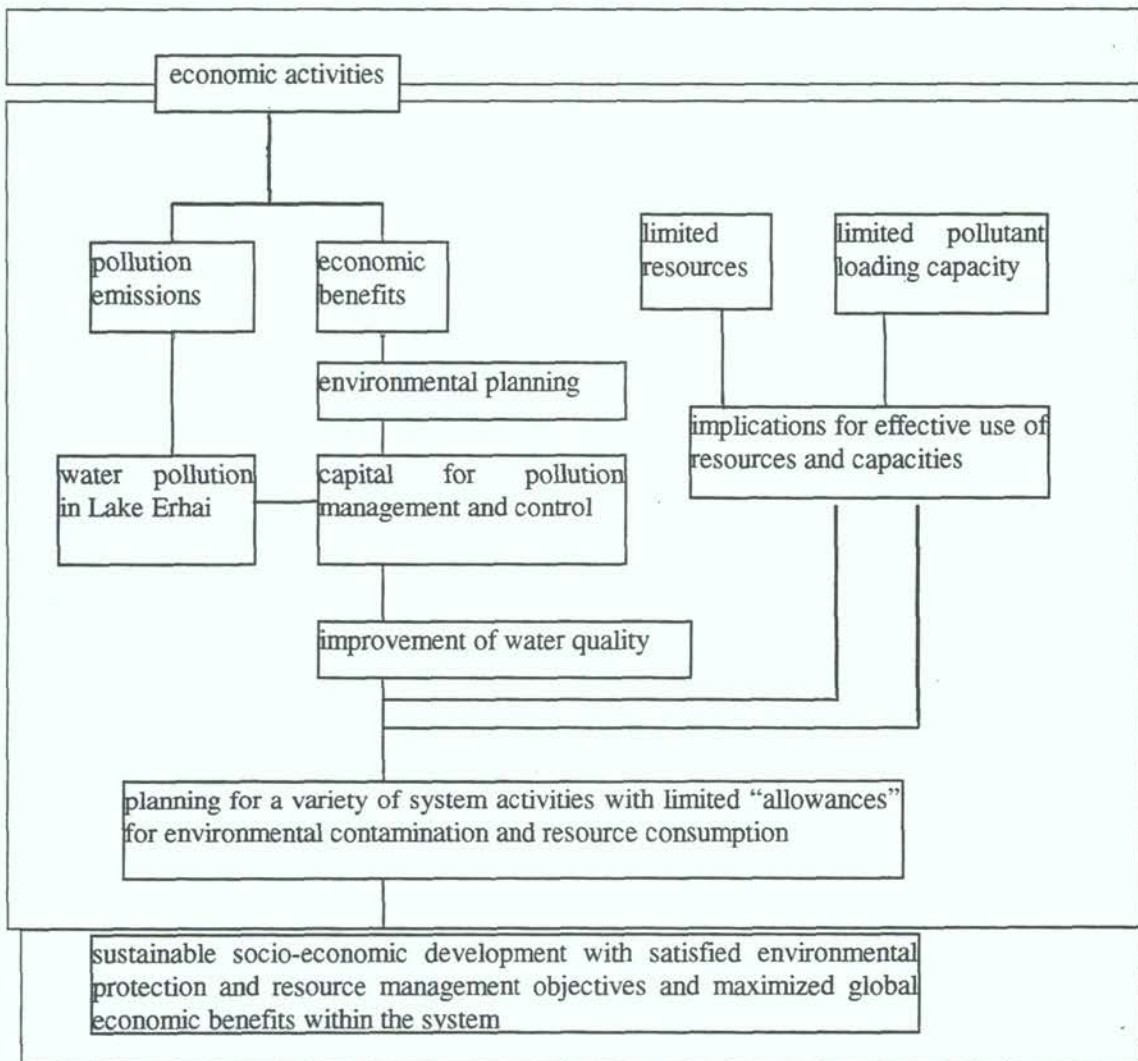 economic activities
pollution
emissions
economic
benefits
limited
resources
limited pollutant
loading capacity
environmental planning
implications for effective use of
resources and capacities
water pollution
in Lake Erhai
capital for pollution
management and control
improvement of water quality
planning for a variety of system activities with limited “allowances”
for environmental contamination and resource consumption
sustainable socio-economic development with satisfied environmental
protection and resource management objectives and maximized global
economic benefits within the system